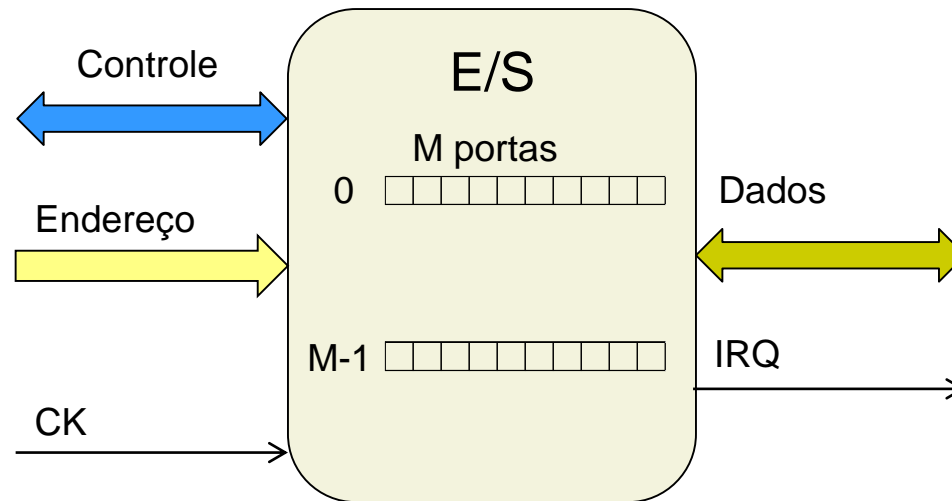 Controle
E/S
M portas
0
Dados
Endereço
M-1
IRQ
CK